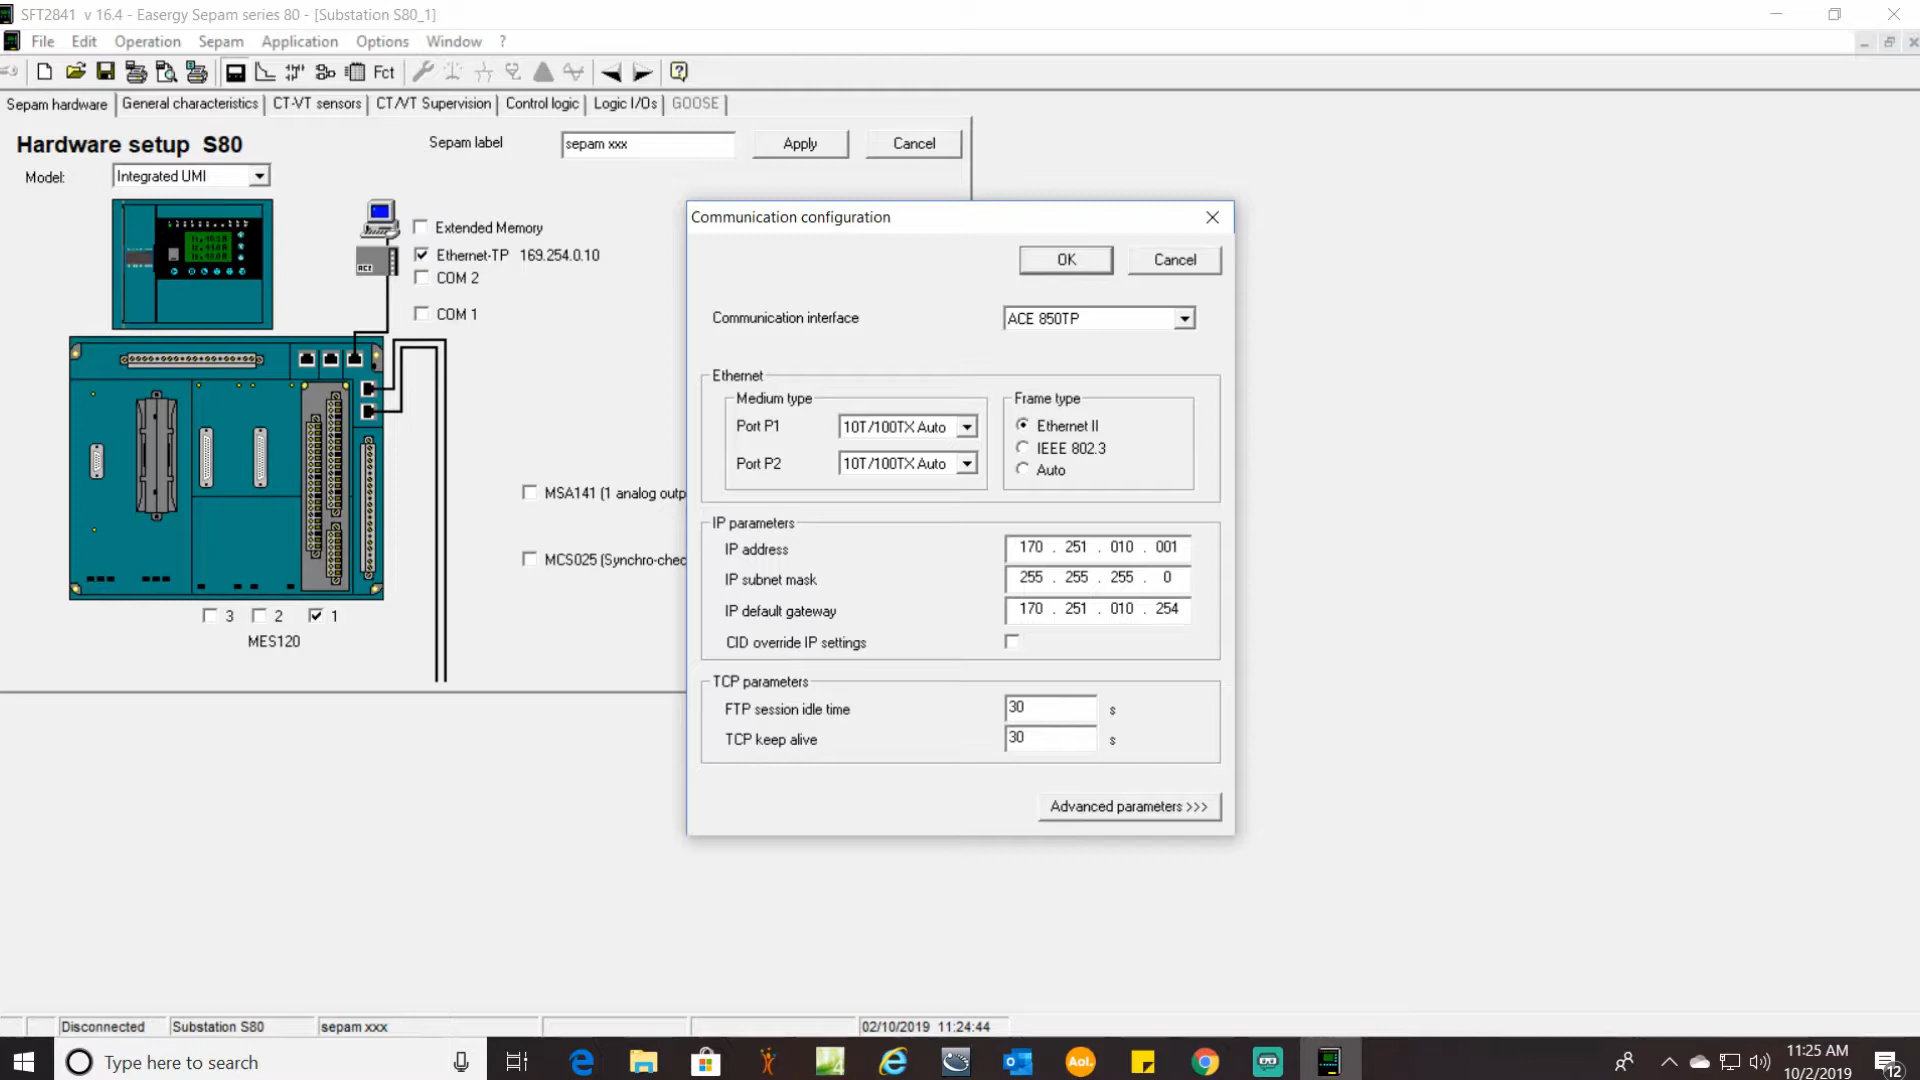 SFT2841 v 16.4 - Easergy Sepam series 80 - [Substation S80_1]
File Edit Operation Sepam Application Options Window ?
Fct
Sepam hardware General characteristics CT-VT sensors CT/VT Supervision Control logic Logic I/Os GOOSE
Hardware setup S80
Sepam label
sepam xxx
Apply
Cancel
Model:
Integrated UMI
Extended Memory
Ethernet-TP 169.254.0.10
COM 2
COM 1
ACE
MSA141 (1 analog outp
MCS025 (Synchro-chec
3 2 1
MES120
Communication configuration
OK
Cancel
Communication interface
ACE 850TP
Ethernet
Medium type
Port P1
10T/100TX Auto
Port P2
10T/100TX Auto
Frame type
Ethernet II
IEEE 802.3
Auto
IP parameters
IP address
170 . 251 . 010 . 001
IP subnet mask
255 . 255 . 255 . 0
IP default gateway
170 . 251 . 010 . 254
CID override IP settings
TCP parameters
FTP session idle time
30
s
TCP keep alive
30
s
Advanced parameters >>>
Disconnected
Substation S80
sepam xxx
02/10/2019 11:24:44
Type here to search
Aol.
11:25 AM
10/2/2019
12